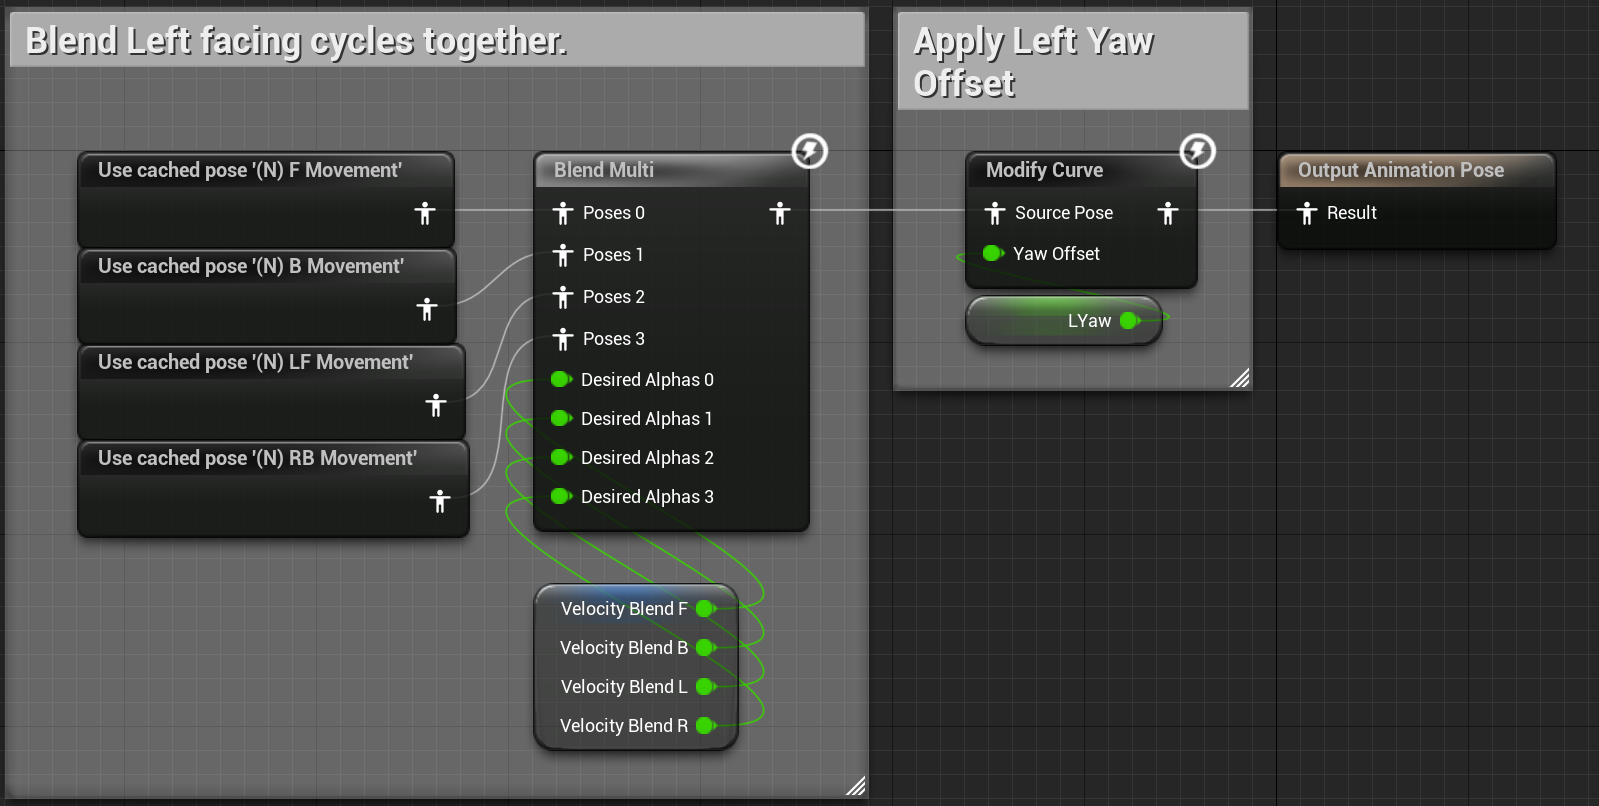 Blend Left facing cycles together.
Apply Left Yaw
Offset
Use cached pose '(N) F Movement'
Use cached pose '(N) B Movement'
Use cached pose '(N) LF Movement'
Use cached pose '(N) RB Movement'
Blend Multi
Poses 0
Poses 1
Poses 2
Poses 3
Desired Alphas 0
Desired Alphas 1
Desired Alphas 2
Desired Alphas 3
Velocity Blend F
Velocity Blend B
Velocity Blend L
Velocity Blend R
Modify Curve
Source Pose
Yaw Offset
LYaw
Output Animation Pose
Result